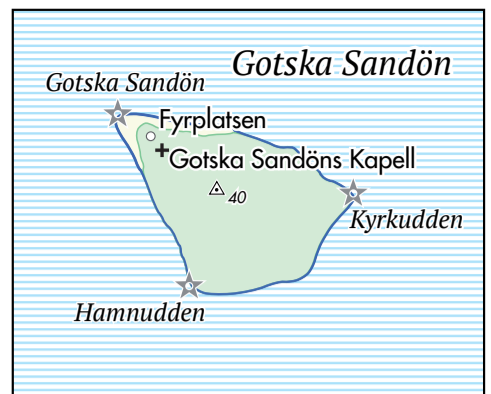 Gotska Sandön
Gotska Sandön
Fyrplatsen
Gotska Sandöns Kapell
40
Kyrkudden
Hamnudden